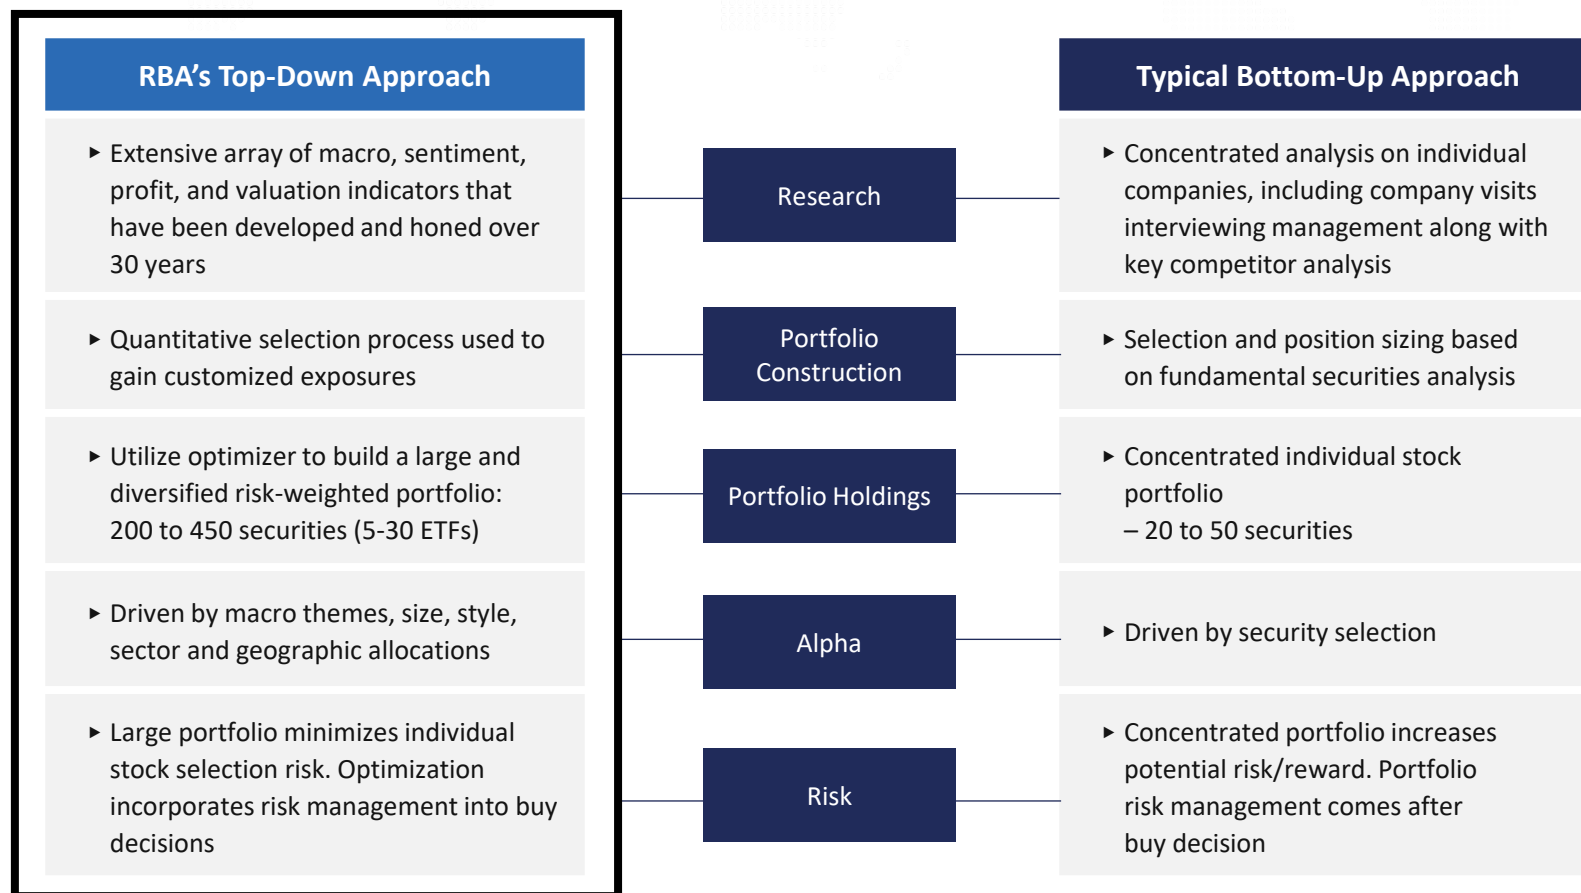 RBA’s Top-Down Approach
Typical Bottom-Up Approach
▸ Extensive array of macro, sentiment,
profit, and valuation indicators that
have been developed and honed over
30 years
Research
▸ Concentrated analysis on individual
companies, including company visits
interviewing management along with
key competitor analysis
▸ Quantitative selection process used to
gain customized exposures
Portfolio
Construction
▸ Selection and position sizing based
on fundamental securities analysis
▸ Utilize optimizer to build a large and
diversified risk-weighted portfolio:
200 to 450 securities (5-30 ETFs)
Portfolio Holdings
▸ Concentrated individual stock
portfolio
– 20 to 50 securities
▸ Driven by macro themes, size, style,
sector and geographic allocations
Alpha
▸ Driven by security selection
▸ Large portfolio minimizes individual
stock selection risk. Optimization
incorporates risk management into buy
decisions
Risk
▸ Concentrated portfolio increases
potential risk/reward. Portfolio
risk management comes after
buy decision